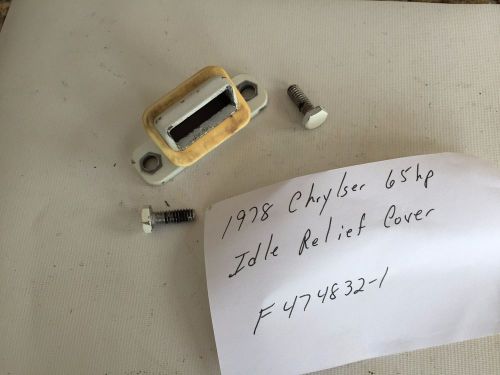 1978 Chrylser 65hp
Idle Relief Cover
F474832-1